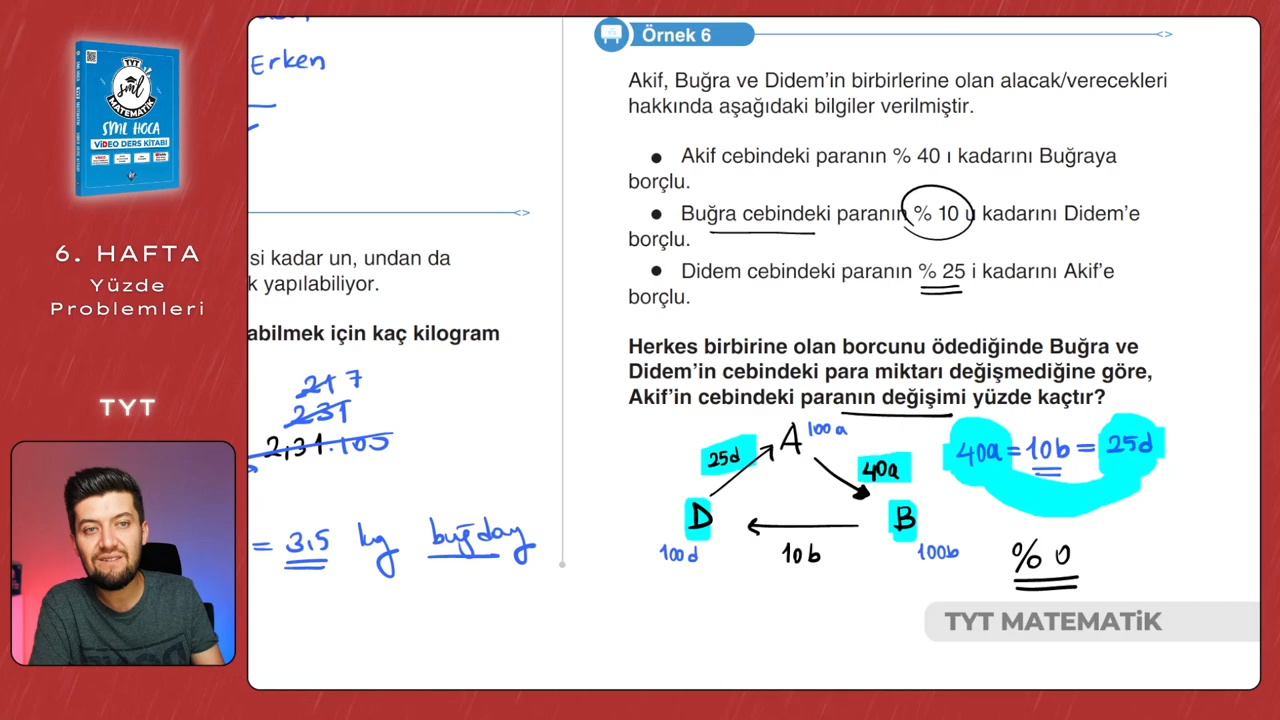 TYT
sml
MATEMATİK
SML HOCA
VİDEO DERS KİTABI
6. HAFTA
Yüzde
Problemleri
TYT
Erken
si kadar un, undan da
k yapılabiliyor.
abilmek için kaç kilogram
21 7
231
2,31.105
= 3,5 kg buğday
Örnek 6
Akif, Buğra ve Didem'in birbirlerine olan alacak/verecekleri
hakkında aşağıdaki bilgiler verilmiştir.
● Akif cebindeki paranın % 40 ı kadarını Buğraya
borçlu.
● Buğra cebindeki paranın % 10 u kadarını Didem'e
borçlu.
● Didem cebindeki paranın % 25 i kadarını Akif'e
borçlu.
Herkes birbirine olan borcunu ödediğinde Buğra ve
Didem'in cebindeki para miktarı değişmediğine göre,
Akif'in cebindeki paranın değişimi yüzde kaçtır?
A 100a
40a = 10b = 25d
25d
40a
D
B
100d
10b
100b
% 0
TYT MATEMATİK